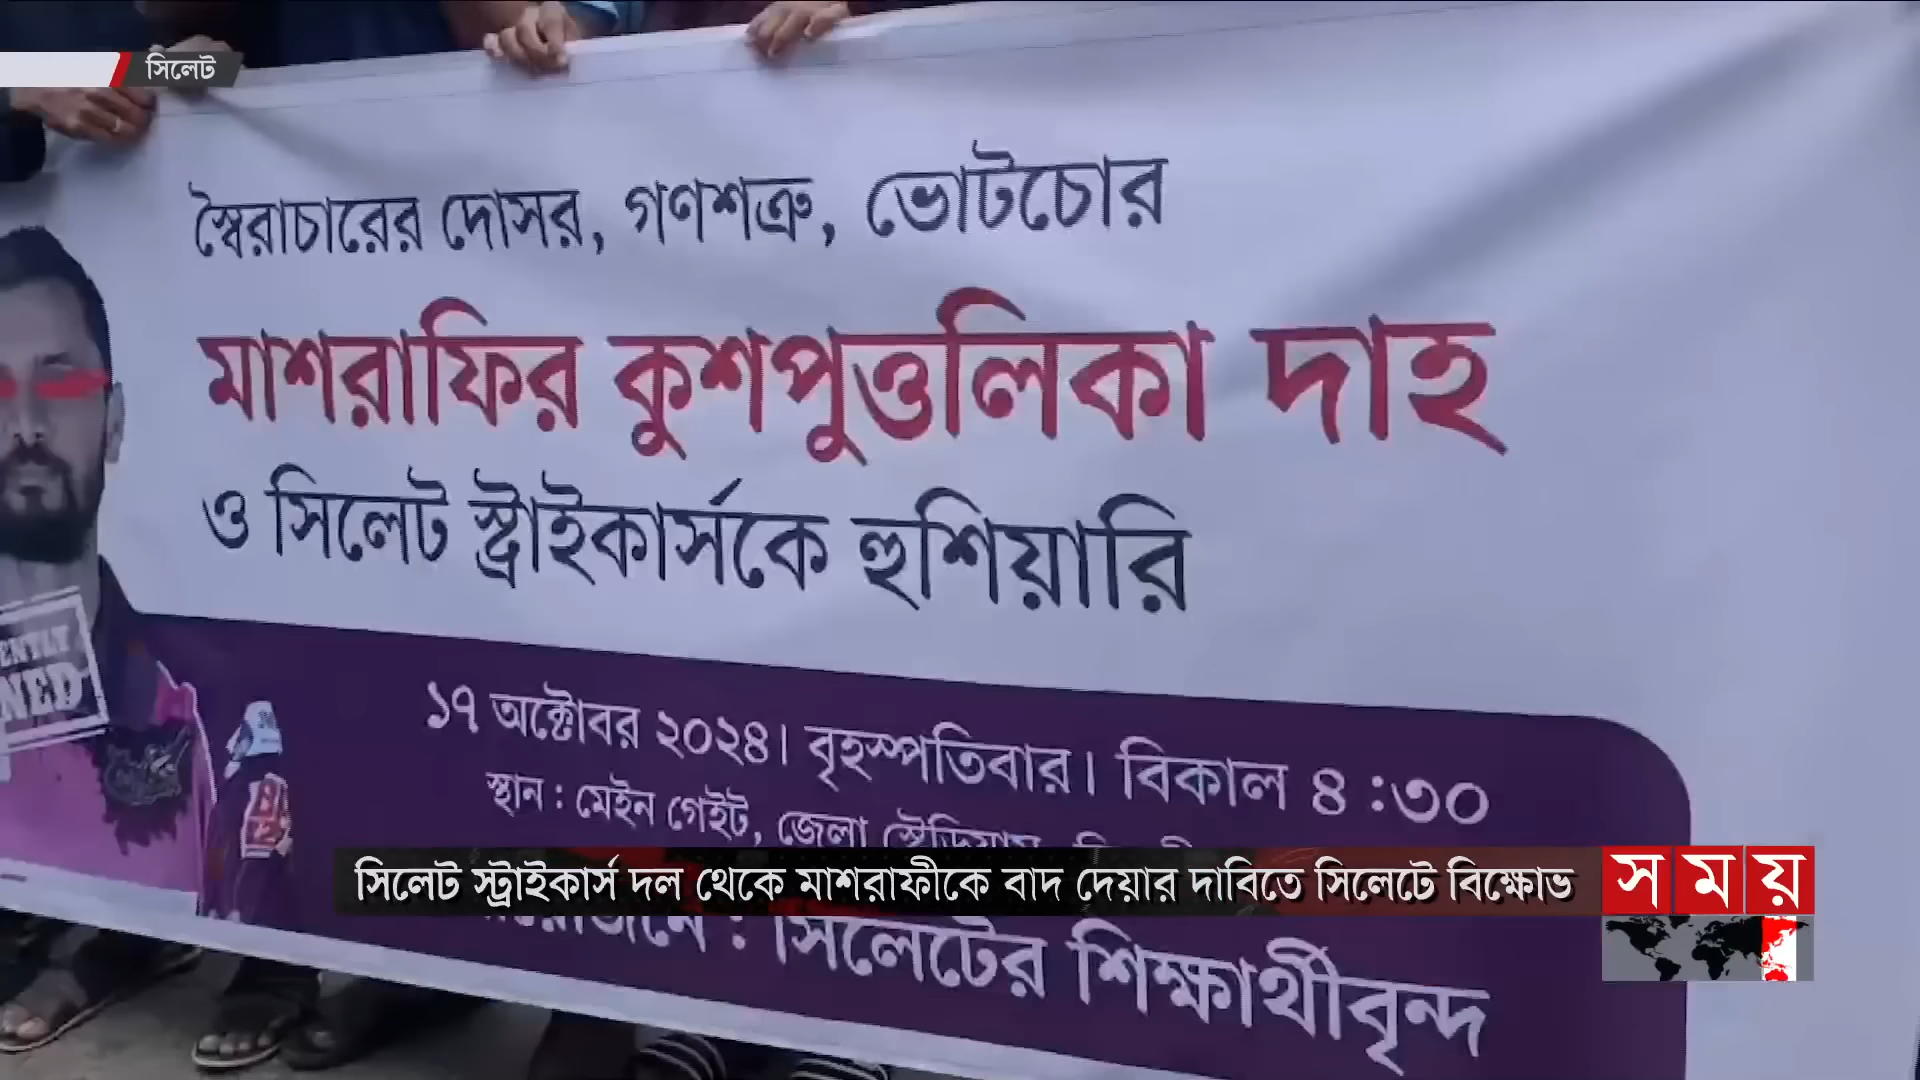 সিলেট
স্বৈরাচারের দোসর, গণশত্রু, ভোটচোর
মাশরাফির কুশপুত্তলিকা দাহ
ও সিলেট স্ট্রাইকার্সকে হুশিয়ারি
১৭ অক্টোবর ২০২৪। বৃহস্পতিবার। বিকাল ৪ :৩০
স্থান : মেইন গেইট, জেলা স্টেডিয়াম
সিলেট স্ট্রাইকার্স দল থেকে মাশরাফীকে বাদ দেয়ার দাবিতে সিলেটে বিক্ষোভ
সময়
: সিলেটের শিক্ষার্থীবৃন্দ